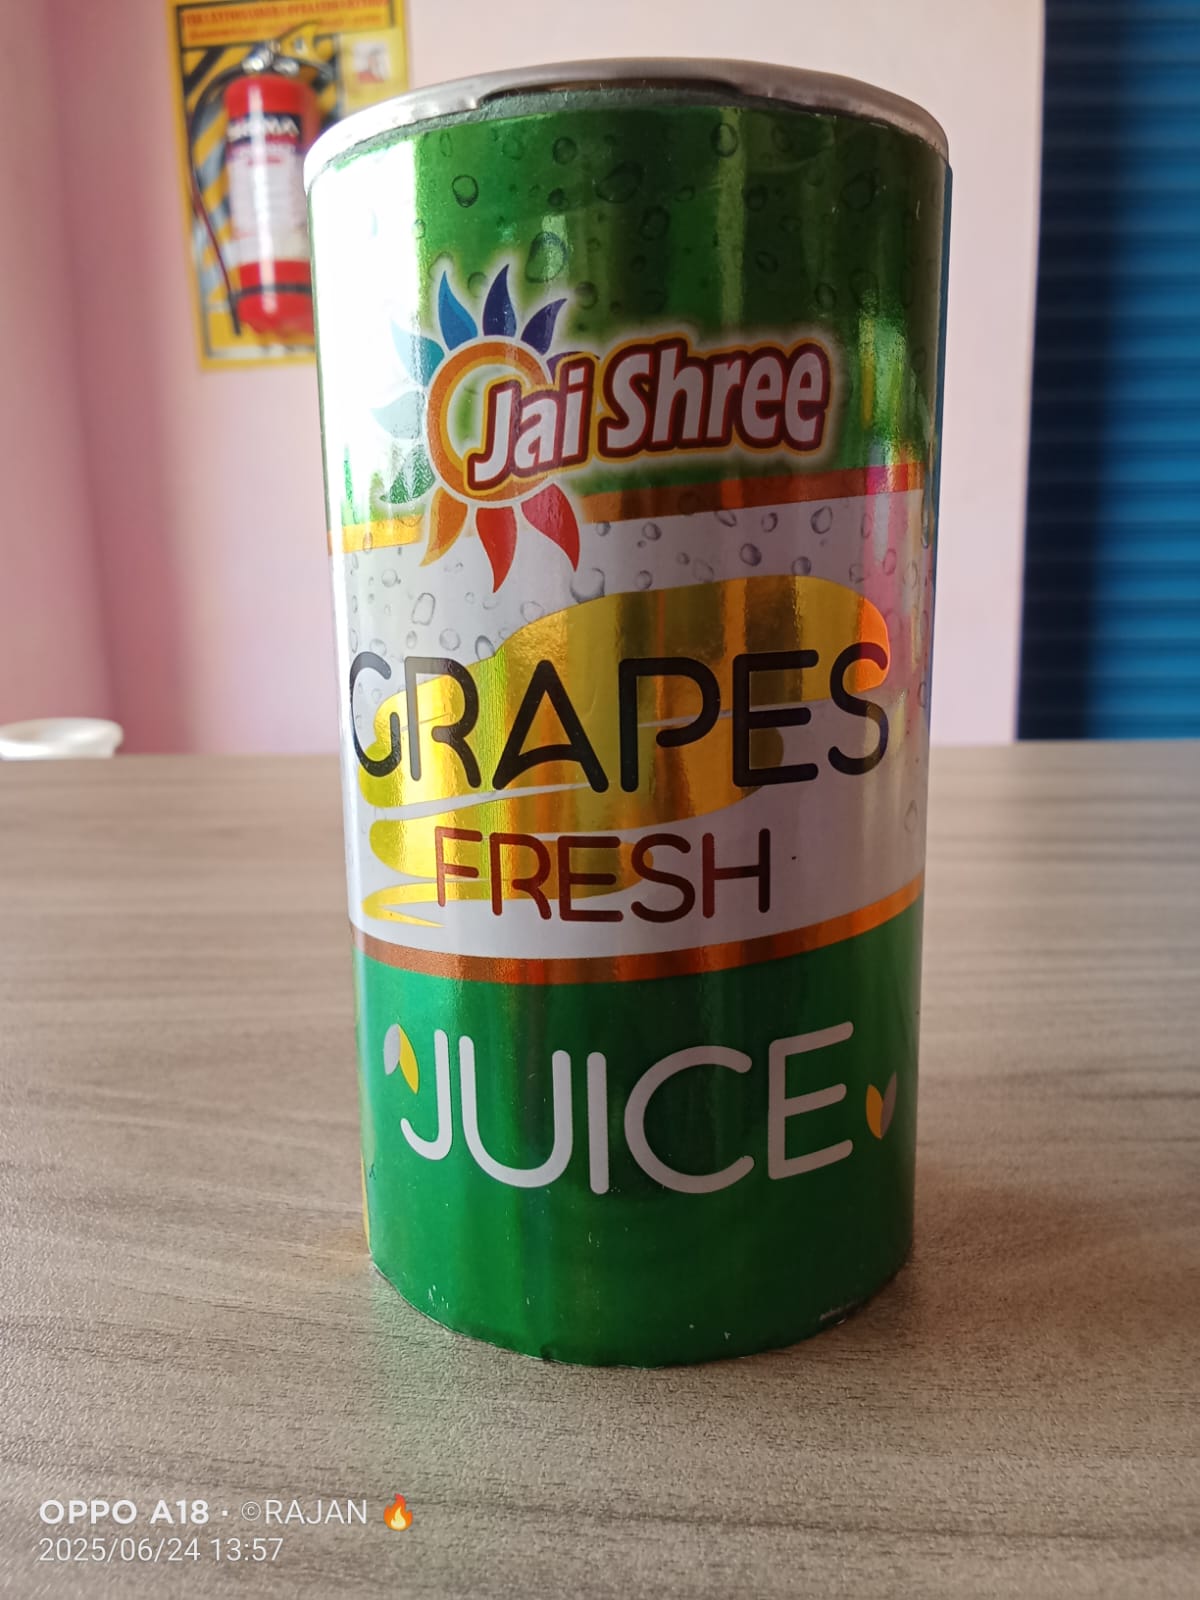 Jai Shree
GRAPES
FRESH
JUICE
OPPO A18 · ©RAJAN 🔥
2025/06/24 13:57